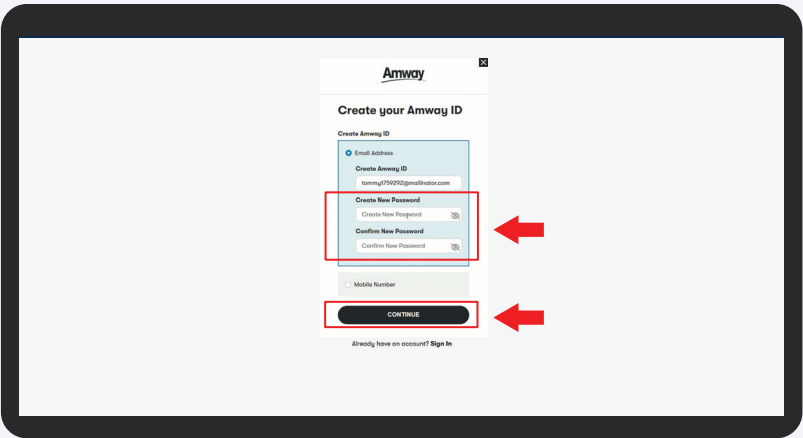 Amway
Create your Amway ID
Create Amway ID
Email Address
Create Amway ID
tommy1759292@mailinator.com
Create New Password
Create New Password
Confirm New Password
Confirm New Password
Mobile Number
CONTINUE
Already have an account? Sign In